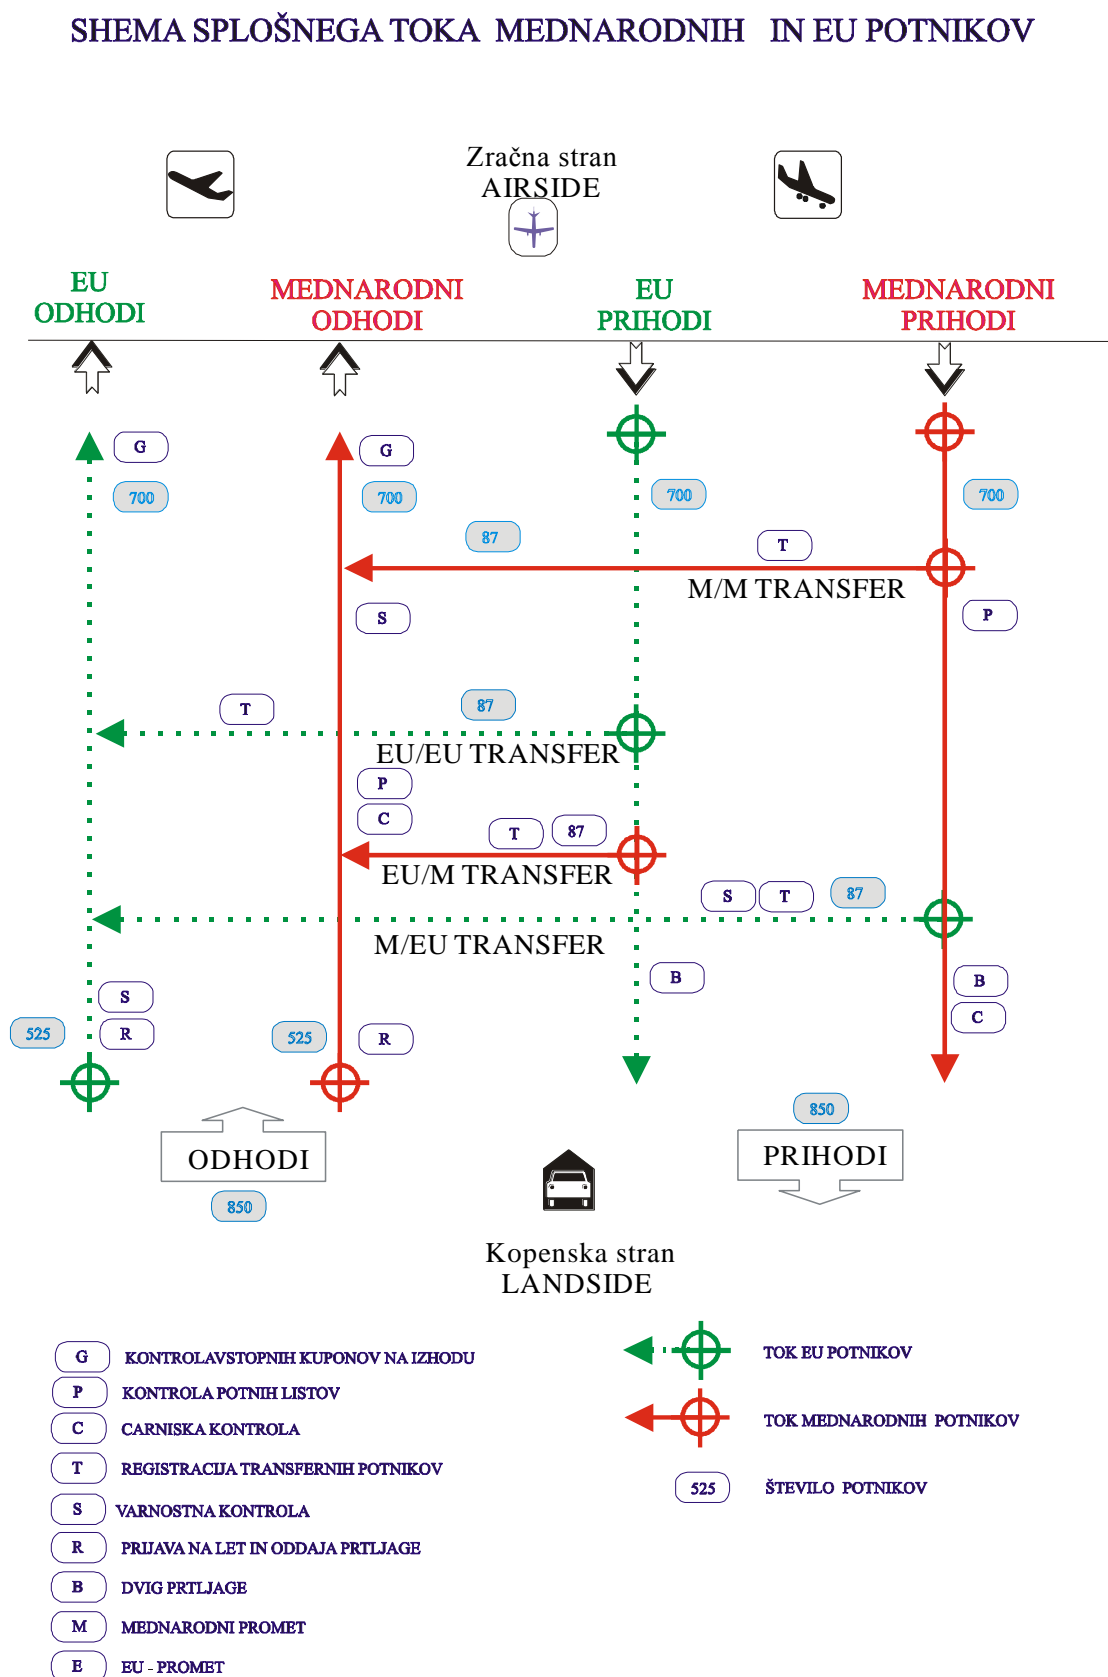 SHEMA SPLOŠNEGA TOKA MEDNARODNIH IN EU POTNIKOV
Zračna stran
AIRSIDE
EU
ODHODI
MEDNARODNI
ODHODI
EU
PRIHODI
MEDNARODNI
PRIHODI
G
G
700
700
700
700
87
T
M/M TRANSFER
S
P
T
87
EU/EU TRANSFER
P
C
T
87
EU/M TRANSFER
S
T
87
M/EU TRANSFER
B
B
C
S
525
R
525
R
850
ODHODI
PRIHODI
850
Kopenska stran
LANDSIDE
G KONTROLAVSTOPNIH KUPONOV NA IZHODU
P KONTROLA POTNIH LISTOV
C CARNISKA KONTROLA
T REGISTRACIJA TRANSFERNIH POTNIKOV
S VARNOSTNA KONTROLA
R PRIJAVA NA LET IN ODDAJA PRTLJAGE
B DVIG PRTLJAGE
M MEDNARODNI PROMET
E EU - PROMET
TOK EU POTNIKOV
TOK MEDNARODNIH POTNIKOV
525 ŠTEVILO POTNIKOV